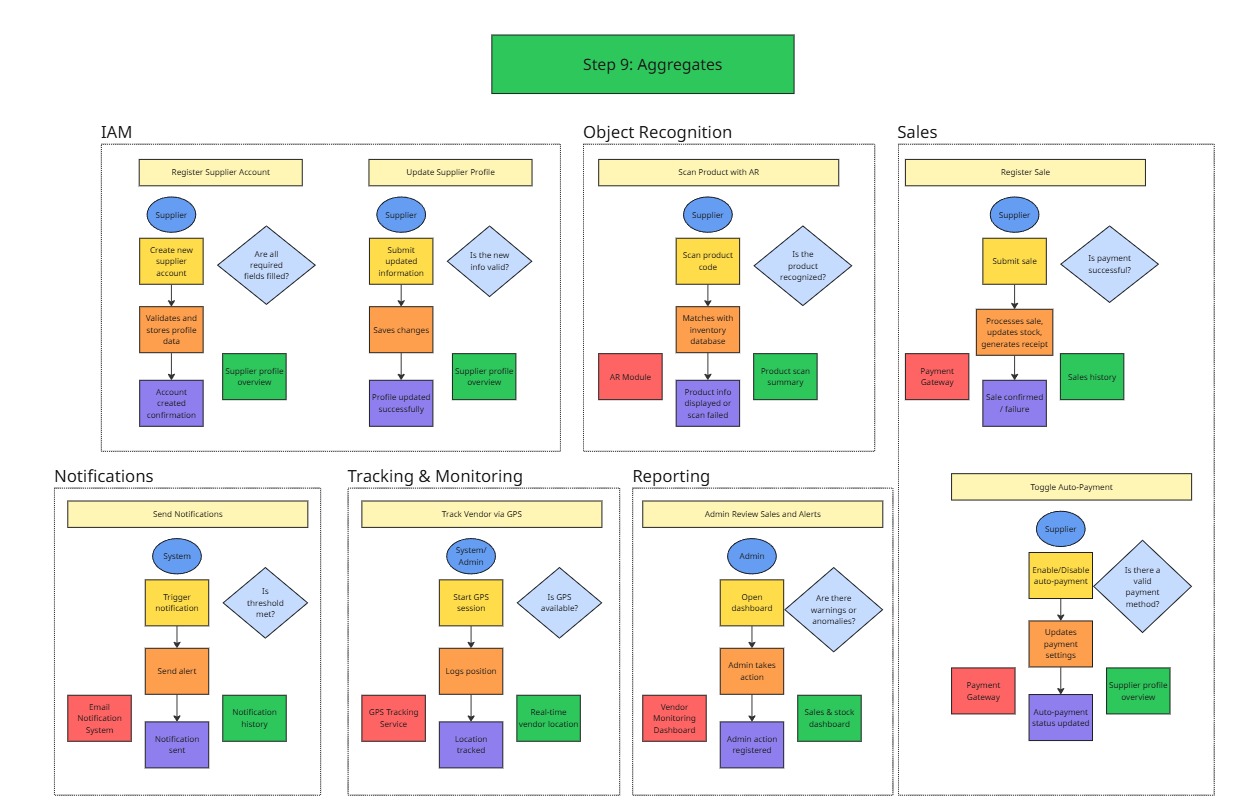 Step 9: Aggregates
IAM
Register Supplier Account
Supplier
Create new
supplier
account
Are all
required
fields filled?
Validates and
stores profile
data
Supplier profile
overview
Account
created
confirmation
Update Supplier Profile
Supplier
Submit
updated
information
Is the new
info valid?
Saves changes
Supplier profile
overview
Profile updated
successfully
Object Recognition
Scan Product with AR
Supplier
Scan product
code
Is the
product
recognized?
Matches with
inventory
database
AR Module
Product scan
summary
Product info
displayed or
scan failed
Sales
Register Sale
Supplier
Submit sale
Is payment
successful?
Processes sale,
updates stock,
generates receipt
Payment
Gateway
Sales history
Sale confirmed
/ failure
Toggle Auto-Payment
Supplier
Enable/Disable
auto-payment
Is there a
valid
payment
method?
Updates
payment
settings
Payment
Gateway
Supplier profile
overview
Auto-payment
status updated
Notifications
Send Notifications
System
Trigger
notification
Is
threshold
met?
Send alert
Email
Notification
System
Notification
history
Notification
sent
Tracking & Monitoring
Track Vendor via GPS
System/
Admin
Start GPS
session
Is GPS
available?
Logs position
GPS Tracking
Service
Real-time
vendor location
Location
tracked
Reporting
Admin Review Sales and Alerts
Admin
Open
dashboard
Are there
warnings or
anomalies?
Admin takes
action
Vendor
Monitoring
Dashboard
Sales & stock
dashboard
Admin action
registered